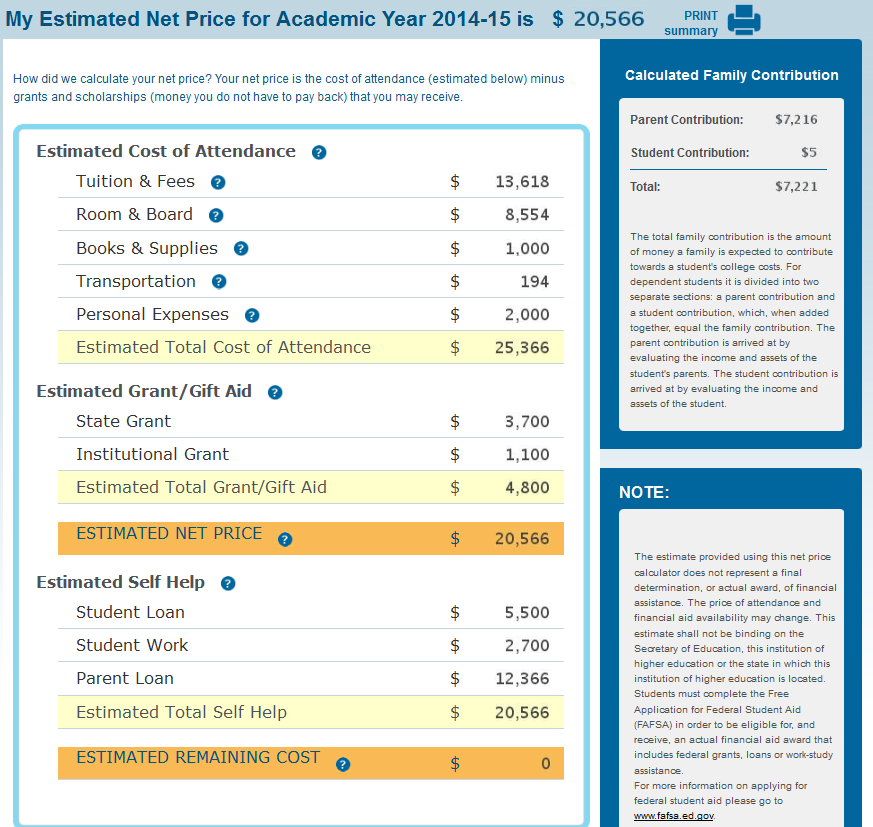 My Estimated Net Price for Academic Year 2014-15 is $ 20,566
PRINT
summary
How did we calculate your net price? Your net price is the cost of attendance (estimated below) minus
grants and scholarships (money you do not have to pay back) that you may receive.
Estimated Cost of Attendance ?
Tuition & Fees ? $ 13,618
Room & Board ? $ 8,554
Books & Supplies ? $ 1,000
Transportation ? $ 194
Personal Expenses ? $ 2,000
Estimated Total Cost of Attendance $ 25,366
Estimated Grant/Gift Aid ?
State Grant $ 3,700
Institutional Grant $ 1,100
Estimated Total Grant/Gift Aid $ 4,800
ESTIMATED NET PRICE ? $ 20,566
Estimated Self Help ?
Student Loan $ 5,500
Student Work $ 2,700
Parent Loan $ 12,366
Estimated Total Self Help $ 20,566
ESTIMATED REMAINING COST ? $ 0
Calculated Family Contribution
Parent Contribution: $7,216
Student Contribution: $5
Total: $7,221
The total family contribution is the amount
of money a family is expected to contribute
towards a student's college costs. For
dependent students it is divided into two
separate sections: a parent contribution and
a student contribution, which, when added
together, equal the family contribution. The
parent contribution is arrived at by
evaluating the income and assets of the
student's parents. The student contribution is
arrived at by evaluating the income and
assets of the student.
NOTE:
The estimate provided using this net price
calculator does not represent a final
determination, or actual award, of financial
assistance. The price of attendance and
financial aid availability may change. This
estimate shall not be binding on the
Secretary of Education, this institution of
higher education or the state in which this
institution of higher education is located.
Students must complete the Free
Application for Federal Student Aid
(FAFSA) in order to be eligible for, and
receive, an actual financial aid award that
includes federal grants, loans or work-study
assistance.
For more information on applying for
federal student aid please go to
www.fafsa.ed.gov.